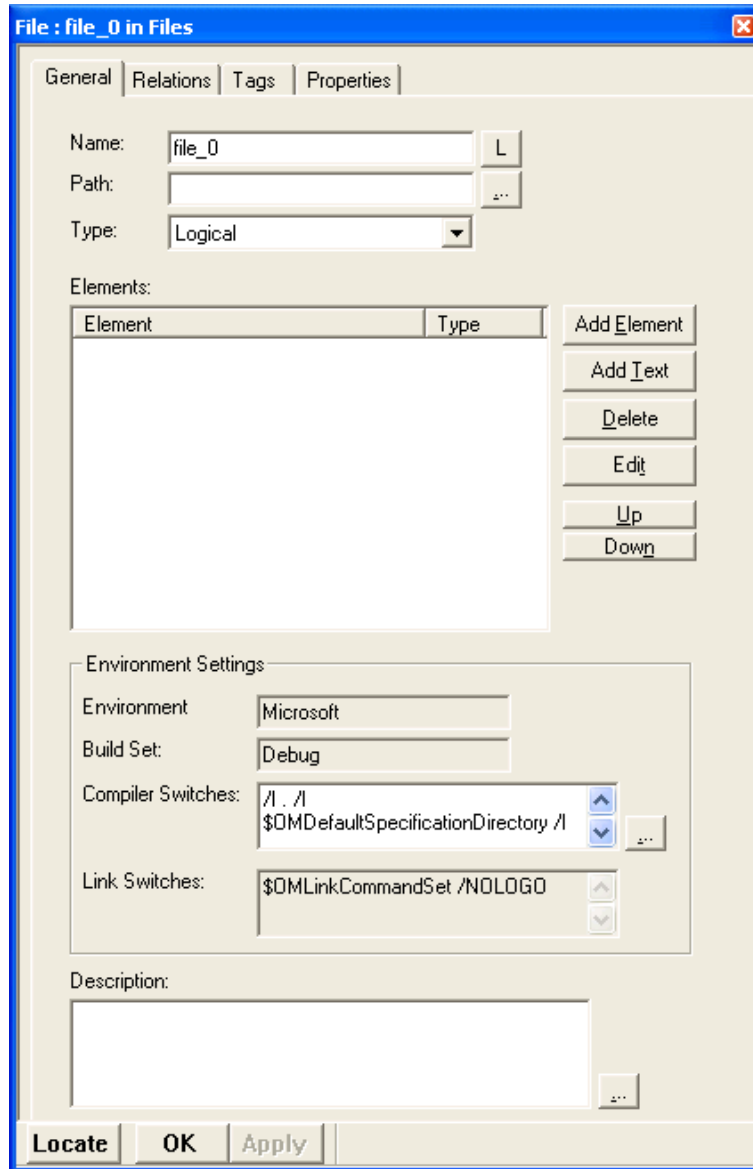 File : file_0 in Files
General Relations Tags Properties
Name: file_0 L
Path: ...
Type: Logical
Elements:
Element Type
Add Element
Add Text
Delete
Edit
Up
Down
Environment Settings
Environment Microsoft
Build Set: Debug
Compiler Switches: /I . /I
$OMDefaultSpecificationDirectory /I
...
Link Switches: $OMLinkCommandSet /NOLOGO
Description:
...
Locate OK Apply